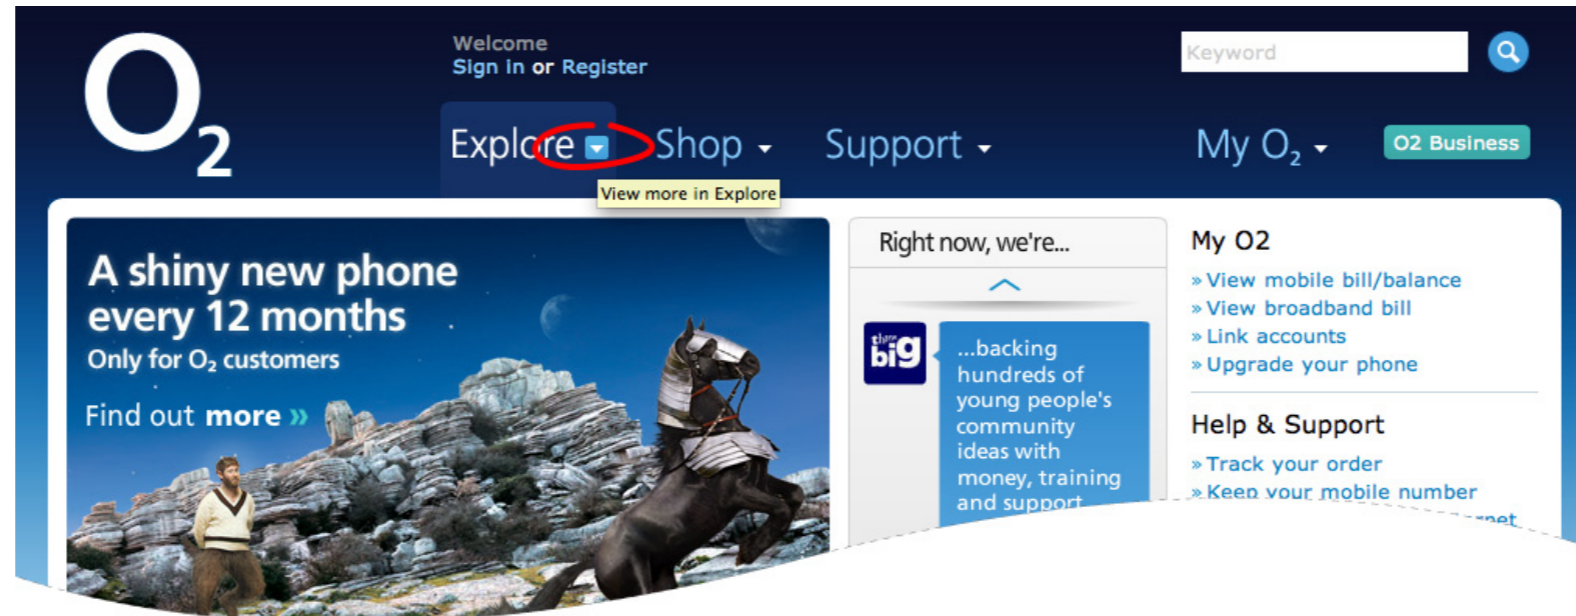 O2
Welcome
Sign in or Register
Keyword
Explore
Shop
Support
My O2
O2 Business
View more in Explore
A shiny new phone
every 12 months
Only for O2 customers
Find out more »
Right now, we're...
three
big
...backing
hundreds of
young people's
community
ideas with
money, training
and support
My O2
» View mobile bill/balance
» View broadband bill
» Link accounts
» Upgrade your phone
Help & Support
» Track your order
» Keep your mobile number